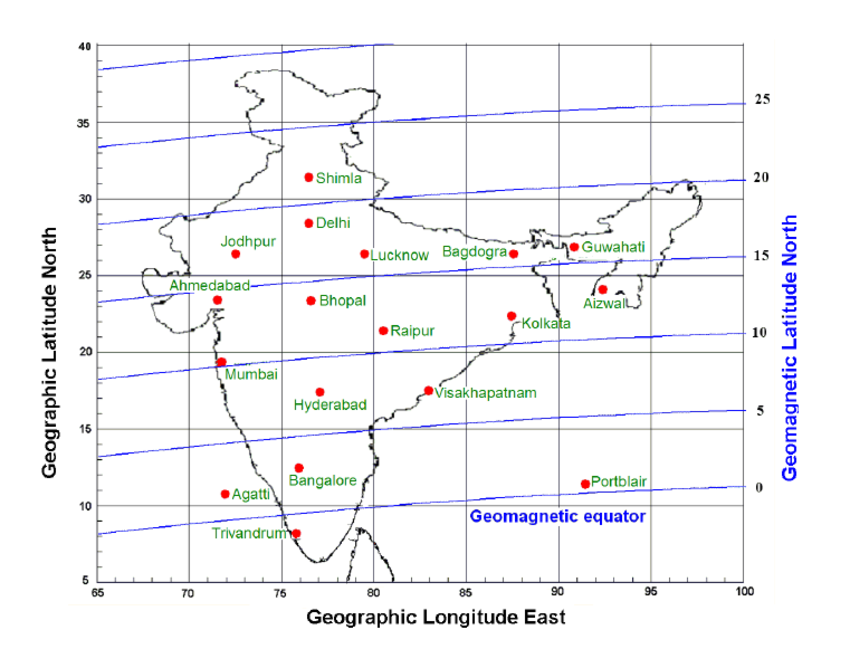 40
35
30
25
20
15
10
5
65
70
76
80
85
90
95
100
25
20
15
10
5
0
Geographic Latitude North
Geomagnetic Latitude North
Geographic Longitude East
Shimla
Delhi
Jodhpur
Lucknow
Bagdogra
Guwahati
Ahmedabad
Bhopal
Aizwal
Kolkata
Raipur
Mumbai
Hyderabad
Visakhapatnam
Bangalore
Agatti
Portblair
Geomagnetic equator
Trivandrum